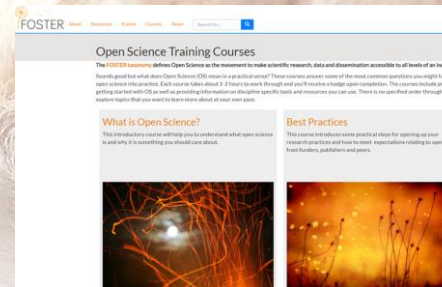 FOSTER About Resources Trainer Courses News Search for...
Open Science Training Courses
The FOSTER taxonomy defines Open Science as the movement to make scientific research, data and dissemination accessible to all levels of an in
Sounds good but what does Open Science (OS) mean in a practical sense? These courses answer some of the most common questions you might h
open science into practice. Each course takes about 1-2 hours to work through and you'll receive a badge upon completion. The courses include p
getting started with OS as well as providing information on discipline specific tools and resources you can use. There is no specified order through
explore topics that you want to learn more about at your own pace.
What is Open Science?
This introductory course will help you to understand what open science
is and why it is something you should care about.
Best Practices
This course introduces some practical steps for opening up your
research practices and how to meet expectations relating to open
from funders, publishers and peers.